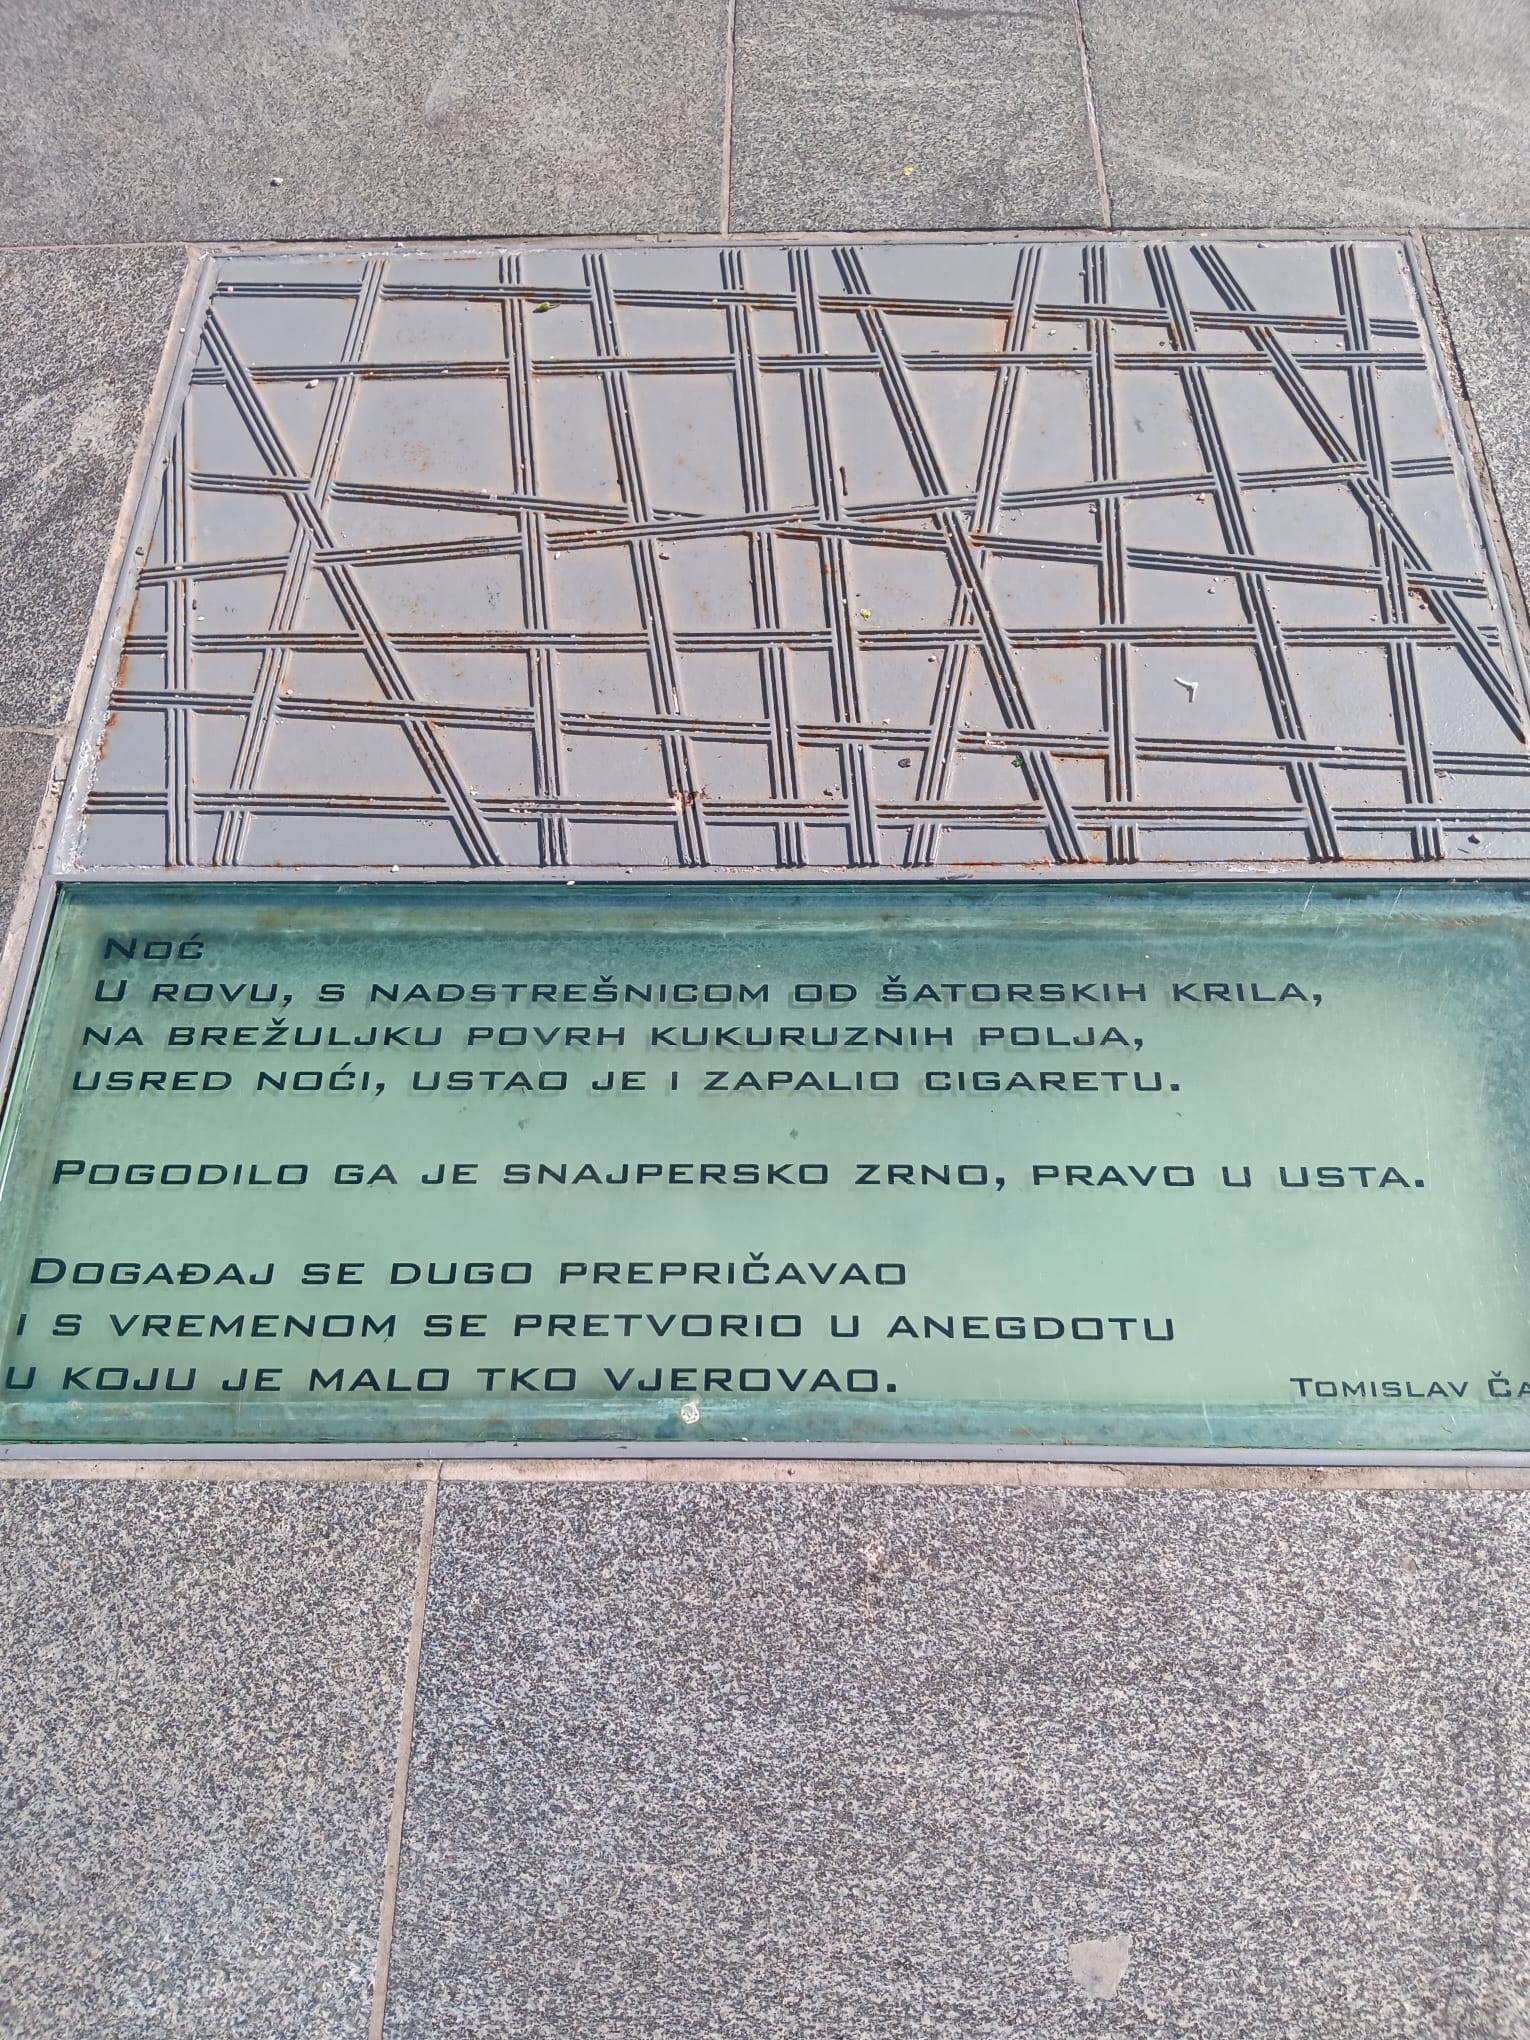 Noć
U ROVU, S NADSTREŠNICOM OD ŠATORSKIH KRILA,
NA BREŽULJKU POVRH KUKURUZNIH POLJA,
USRED NOĆI, USTAO JE I ZAPALIO CIGARETU.
POGODILO GA JE SNAJPERSKO ZRNO, PRAVO U USTA.
DOGAĐAJ SE DUGO PREPRIČAVAO
I S VREMENOM SE PRETVORIO U ANEGDOTU
U KOJU JE MALO TKO VJEROVAO.
TOMISLAV